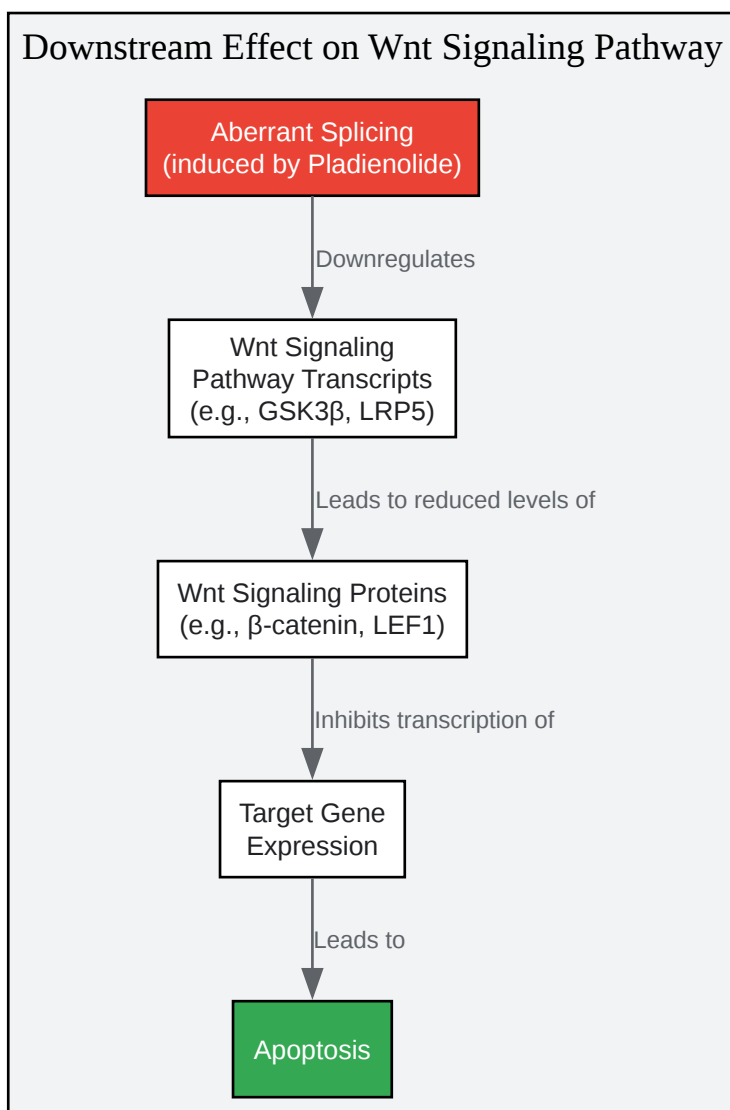 Downstream Effect on Wnt Signaling Pathway
Aberrant Splicing
(induced by Pladienolide)
Downregulates
Wnt Signaling
Pathway Transcripts
(e.g., GSK3β, LRP5)
Leads to reduced levels of
Wnt Signaling Proteins
(e.g., β-catenin, LEF1)
Inhibits transcription of
Target Gene
Expression
Leads to
Apoptosis